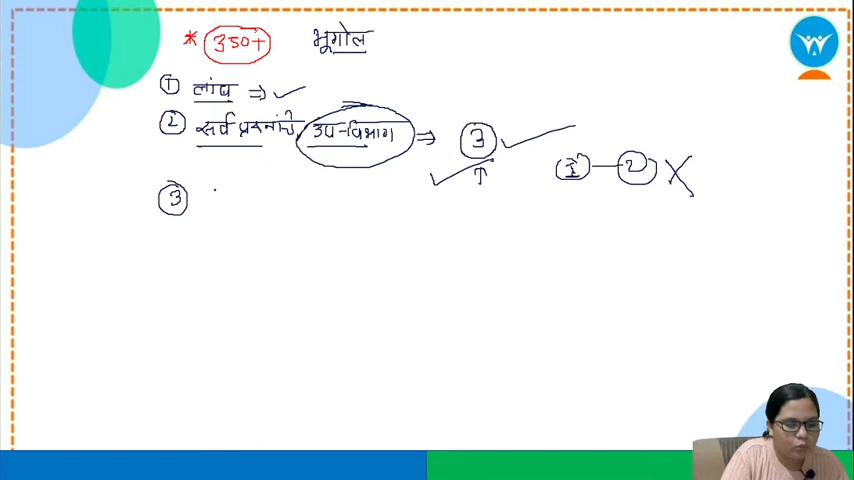 * 350+ भूगोल
① लांब ⇒ ✓
② सर्व प्रश्नांचे उप-विभाग ⇒ ③ ✓
↑ ① — ② X
③